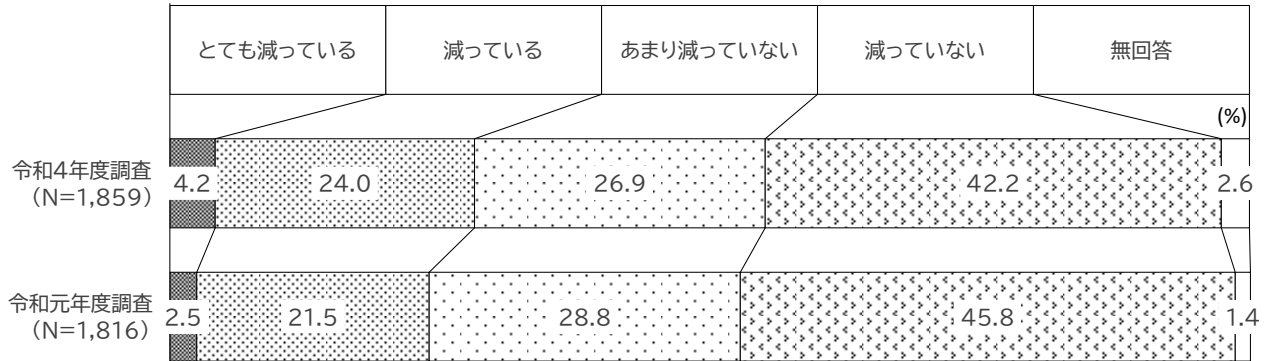 とても減っている 減っている あまり減っていない 減っていない 無回答
(%)
令和4年度調査
(N=1,859)
4.2 24.0 26.9 42.2 2.6
令和元年度調査
(N=1,816)
2.5 21.5 28.8 45.8 1.4